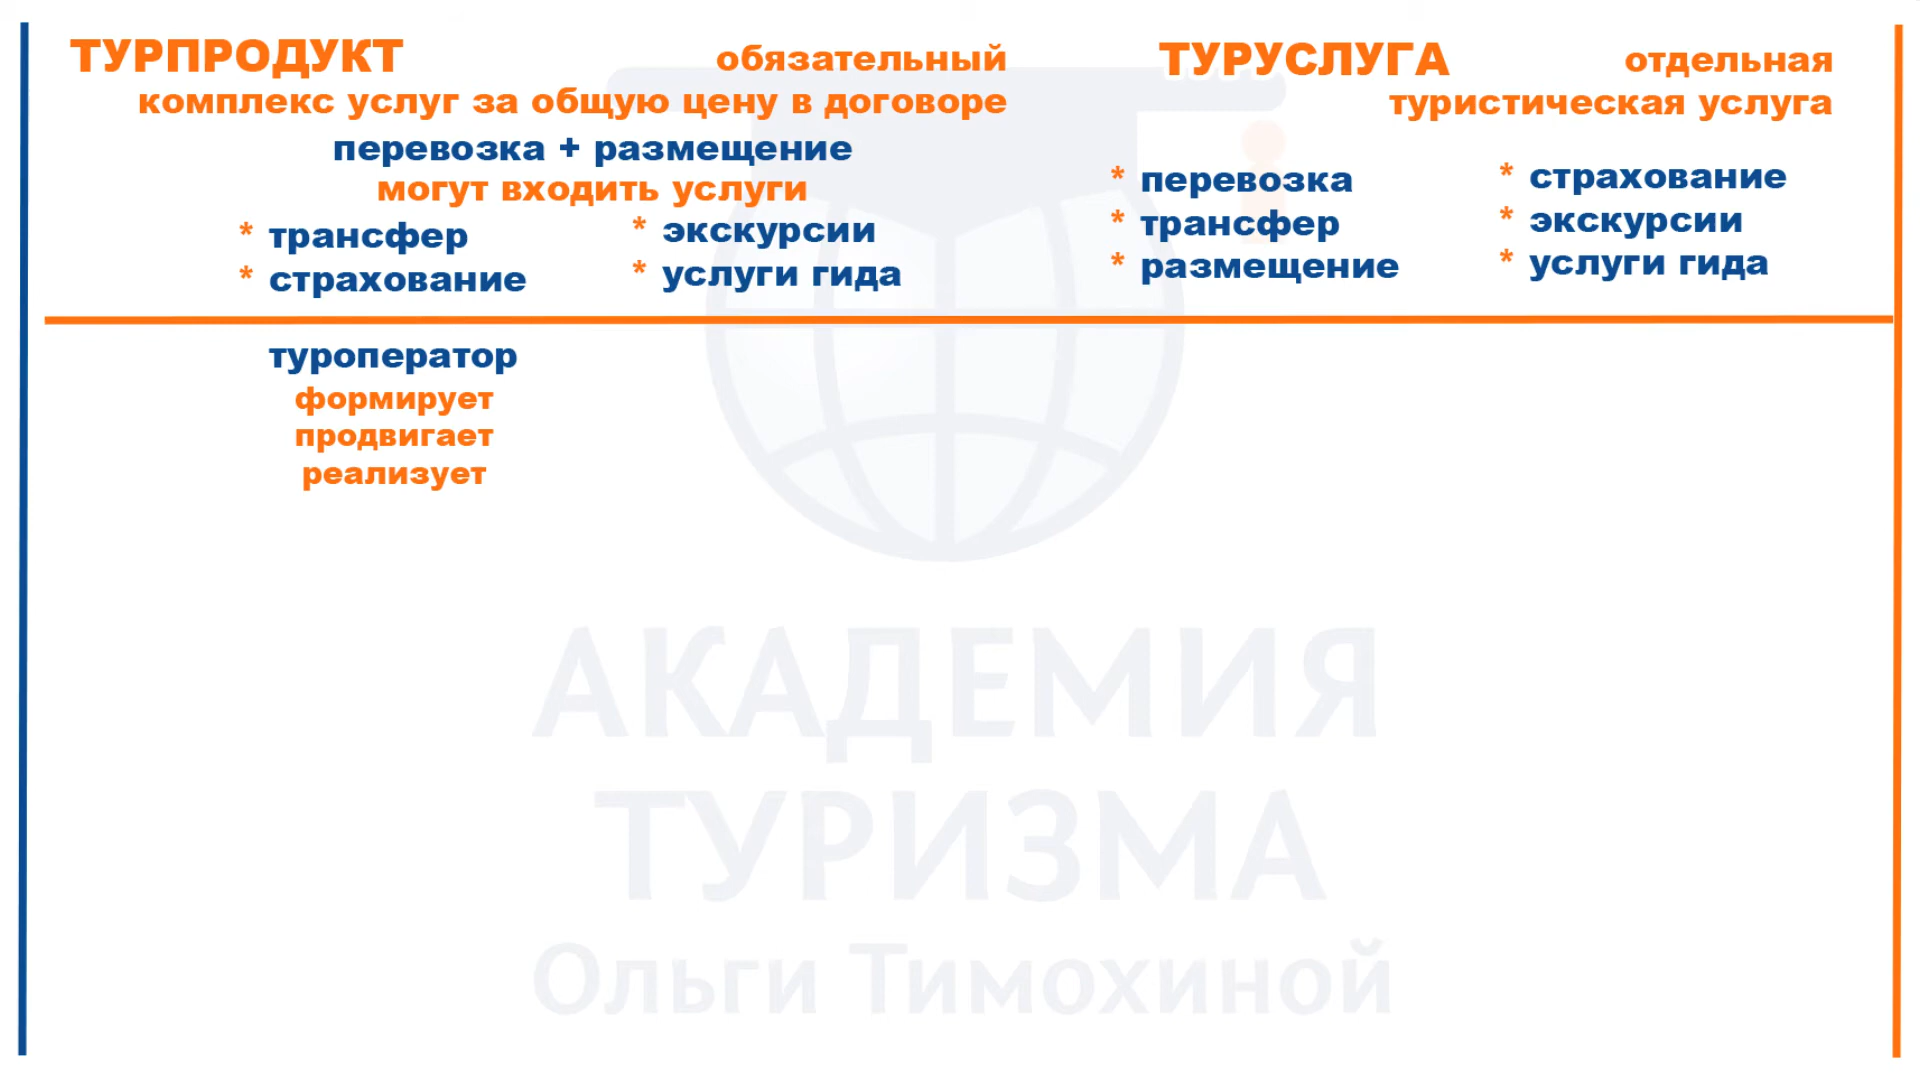 ТУРПРОДУКТ обязательный
комплекс услуг за общую цену в договоре
перевозка + размещение
могут входить услуги
* трансфер
* страхование
* экскурсии
* услуги гида
ТУРУСЛУГА отдельная
туристическая услуга
* перевозка
* трансфер
* размещение
* страхование
* экскурсии
* услуги гида
туроператор
формирует
продвигает
реализует
АКАДЕМИЯ
ТУРИЗМА
Ольги Тимохиной